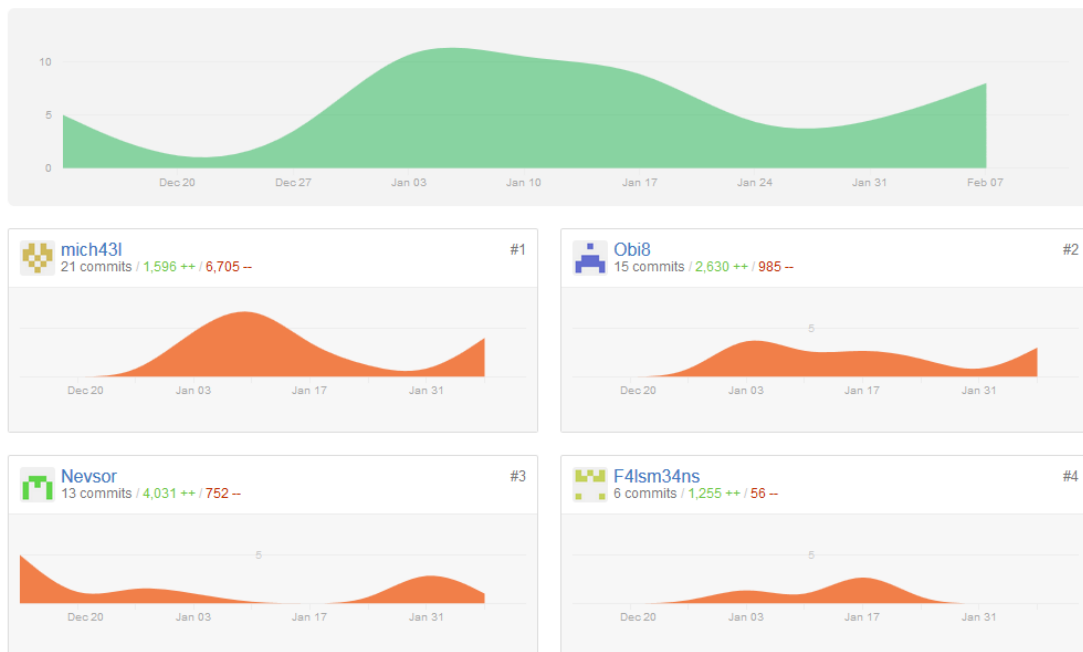 10
5
0
Dec 20 Dec 27 Jan 03 Jan 10 Jan 17 Jan 24 Jan 31 Feb 07
mich43l #1
21 commits / 1,596 ++ / 6,705 --
Dec 20 Jan 03 Jan 17 Jan 31
Obi8 #2
15 commits / 2,630 ++ / 985 --
5
Dec 20 Jan 03 Jan 17 Jan 31
Nevsor #3
13 commits / 4,031 ++ / 752 --
5
Dec 20 Jan 03 Jan 17 Jan 31
F4lsm34ns #4
6 commits / 1,255 ++ / 56 --
5
Dec 20 Jan 03 Jan 17 Jan 31